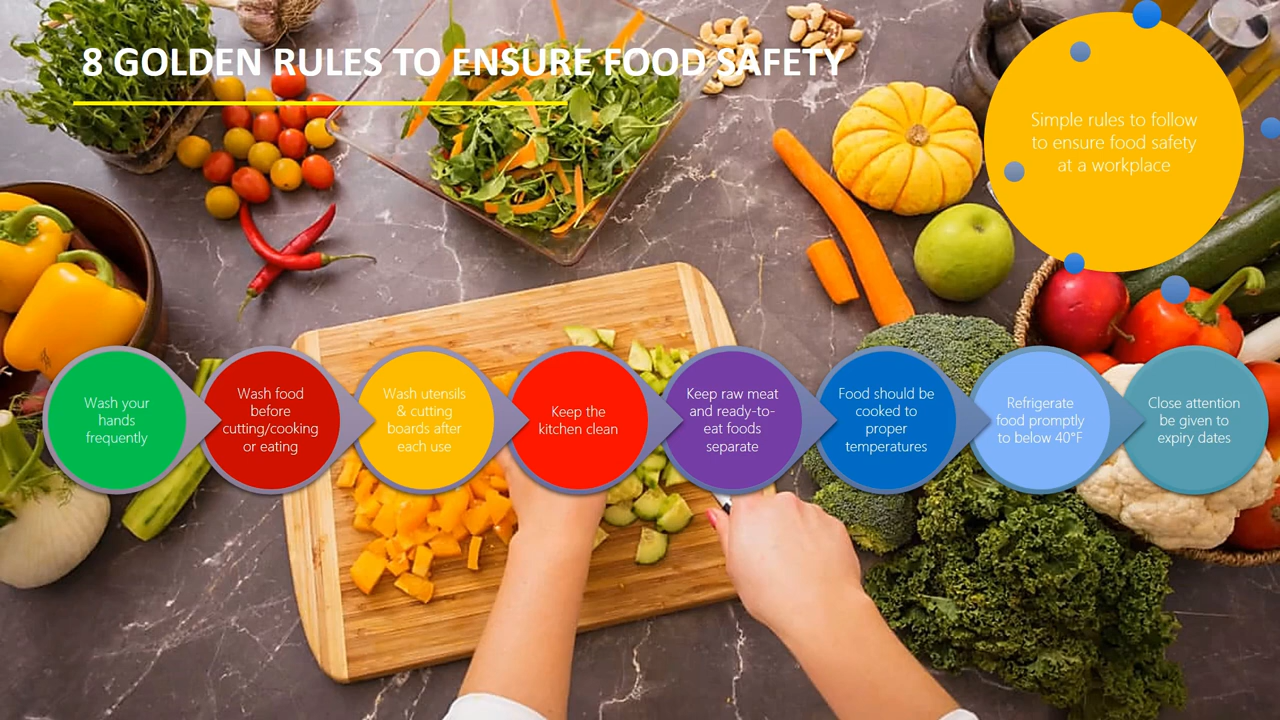 8 GOLDEN RULES TO ENSURE FOOD SAFETY
Simple rules to follow
to ensure food safety
at a workplace
Wash your
hands
frequently
Wash food
before
cutting/cooking
or eating
Wash utensils
& cutting
boards after
each use
Keep the
kitchen clean
Keep raw meat
and ready-to-
eat foods
separate
Food should be
cooked to
proper
temperatures
Refrigerate
food promptly
to below 40°F
Close attention
be given to
expiry dates